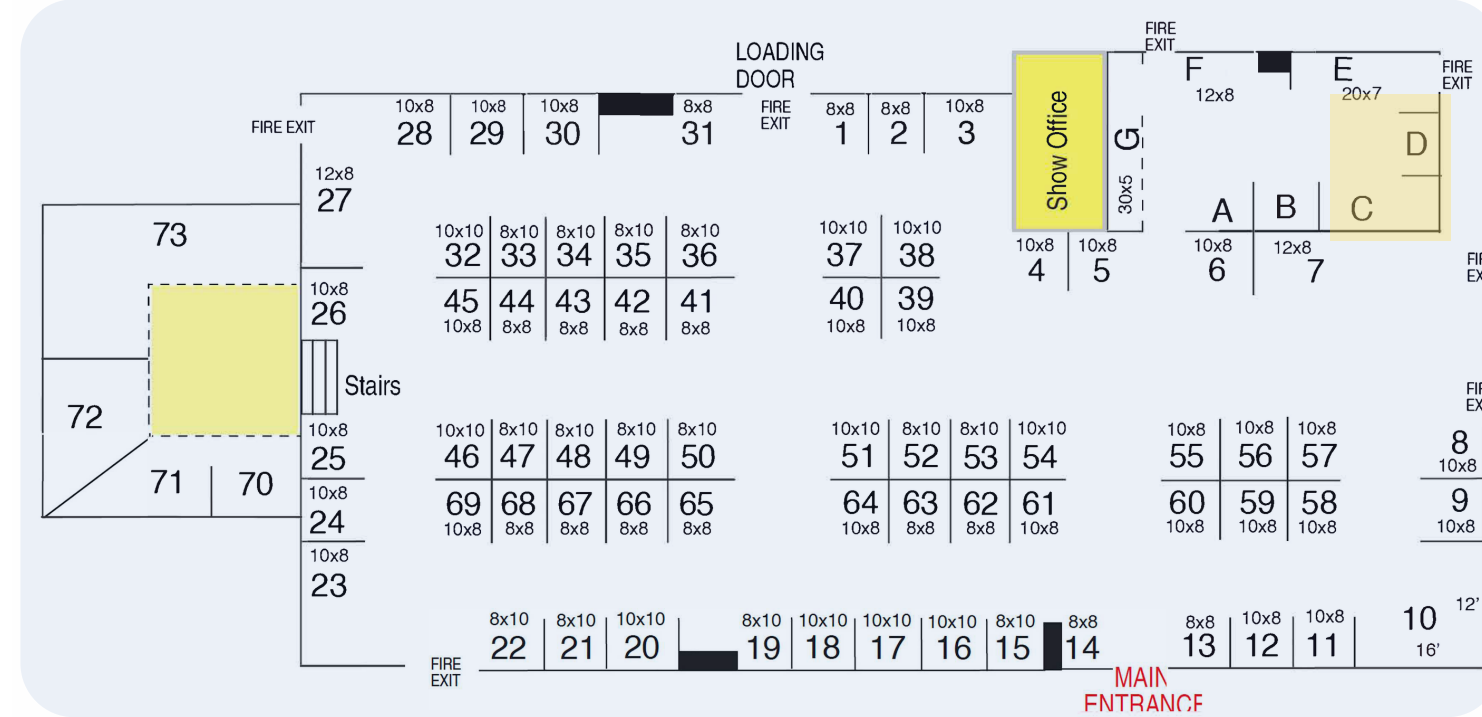 FIRE
EXIT
LOADING
DOOR
F
12x8
E
20x7
FIRE
EXIT
FIRE EXIT
10x8
28
10x8
29
10x8
30
8x8
31
FIRE
EXIT
8x8
1
8x8
2
10x8
3
Show Office
G
30x5
D
12x8
27
73
A
B
C
10x10 8x10 8x10 8x10 8x10
32 33 34 35 36
45 44 43 42 41
10x8 8x8 8x8 8x8 8x8
10x10 10x10
37 38
40 39
10x8 10x8
10x8
4
10x8
5
10x8
6
12x8
7
10x8
26
Stairs
72
71
70
10x8
25
10x8
24
10x8
23
10x10 8x10 8x10 8x10 8x10
46 47 48 49 50
69 68 67 66 65
10x8 8x8 8x8 8x8 8x8
10x10 8x10 8x10 10x10
51 52 53 54
64 63 62 61
10x8 8x8 8x8 10x8
10x8 10x8 10x8
55 56 57
60 59 58
10x8 10x8 10x8
8
10x8
9
10x8
8x10
22
8x10
21
10x10
20
8x10
19
10x10
18
10x10
17
10x10
16
8x10
15
8x8
14
8x8
13
10x8
12
10x8
11
10
12'
16'
FIRE
EXIT
MAIN
ENTRANCE